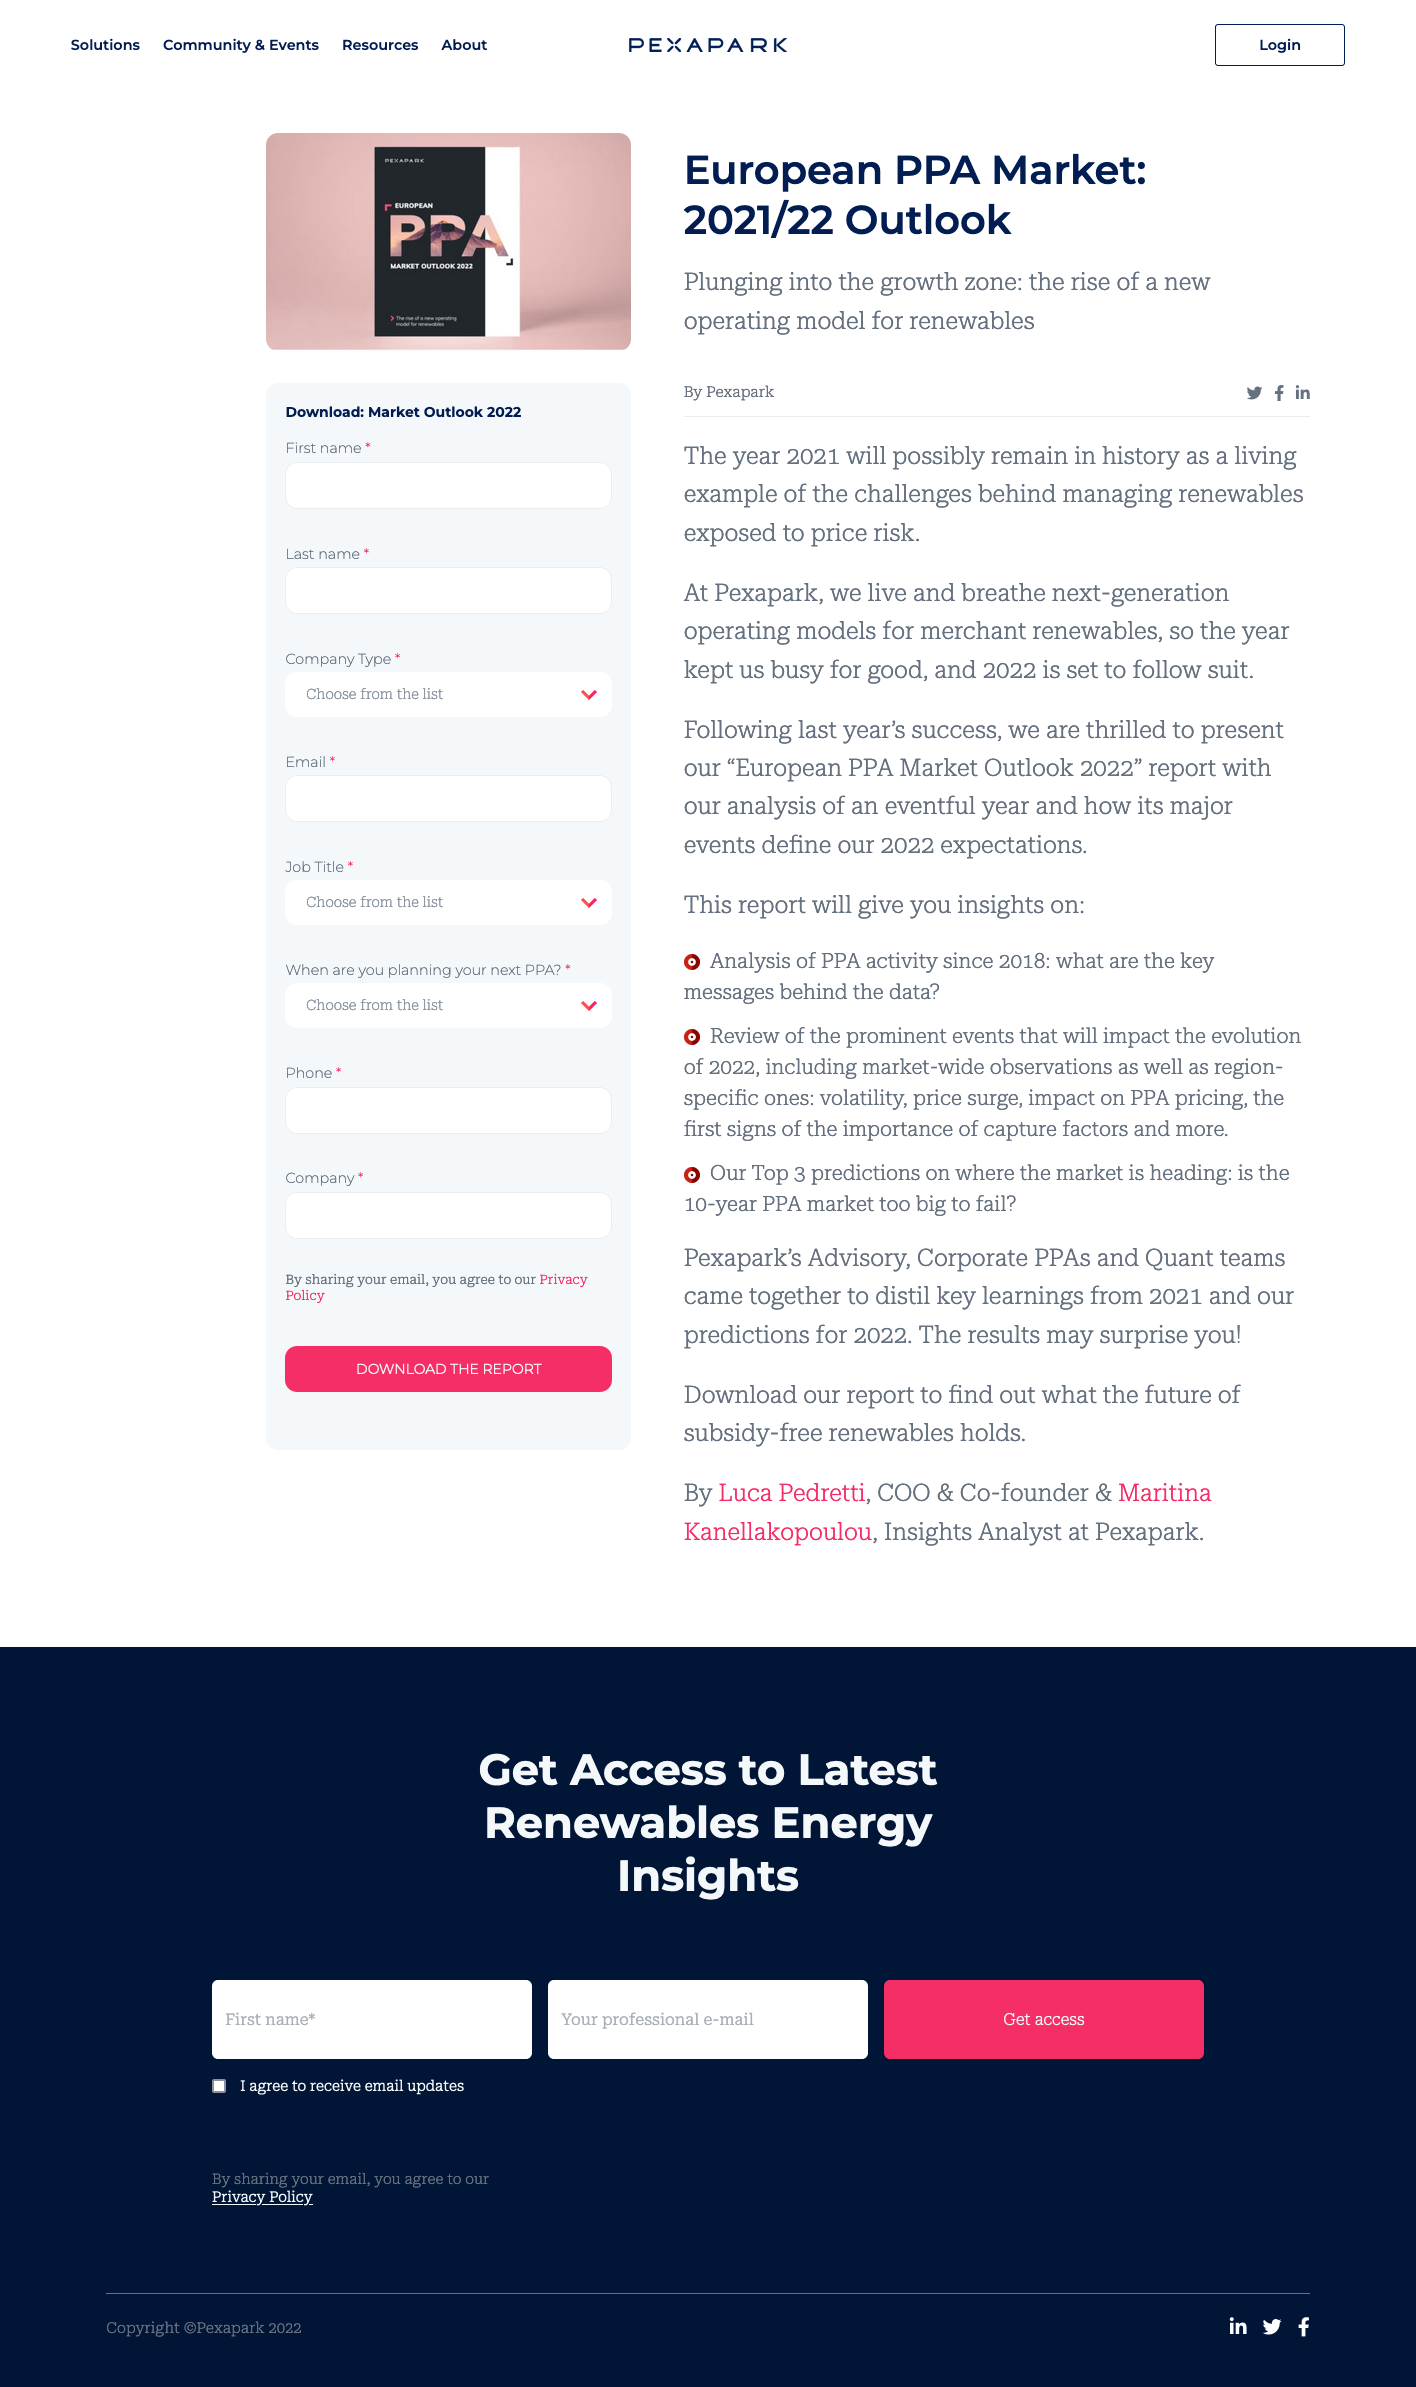 Solutions Community & Events Resources About PEXAPARK Login
PEXAPARK
EUROPEAN
PPA
MARKET OUTLOOK 2022
The rise of a new operating
model for renewables
European PPA Market:
2021/22 Outlook
Plunging into the growth zone: the rise of a new
operating model for renewables
By Pexapark
Download: Market Outlook 2022
First name *
Last name *
Company Type *
Choose from the list
Email *
Job Title *
Choose from the list
When are you planning your next PPA? *
Choose from the list
Phone *
Company *
By sharing your email, you agree to our Privacy
Policy
DOWNLOAD THE REPORT
The year 2021 will possibly remain in history as a living
example of the challenges behind managing renewables
exposed to price risk.
At Pexapark, we live and breathe next-generation
operating models for merchant renewables, so the year
kept us busy for good, and 2022 is set to follow suit.
Following last year’s success, we are thrilled to present
our “European PPA Market Outlook 2022” report with
our analysis of an eventful year and how its major
events define our 2022 expectations.
This report will give you insights on:
Analysis of PPA activity since 2018: what are the key
messages behind the data?
Review of the prominent events that will impact the evolution
of 2022, including market-wide observations as well as region-
specific ones: volatility, price surge, impact on PPA pricing, the
first signs of the importance of capture factors and more.
Our Top 3 predictions on where the market is heading: is the
10-year PPA market too big to fail?
Pexapark’s Advisory, Corporate PPAs and Quant teams
came together to distil key learnings from 2021 and our
predictions for 2022. The results may surprise you!
Download our report to find out what the future of
subsidy-free renewables holds.
By Luca Pedretti, COO & Co-founder & Maritina
Kanellakopoulou, Insights Analyst at Pexapark.
Get Access to Latest
Renewables Energy
Insights
First name* Your professional e-mail Get access
I agree to receive email updates
By sharing your email, you agree to our
Privacy Policy
Copyright ©Pexapark 2022